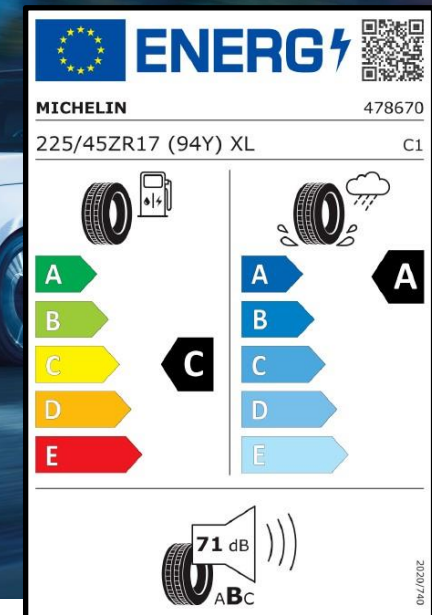 ENERG
MICHELIN 478670
225/45ZR17 (94Y) XL C1
A
B
C
D
E
C
A
B
C
D
E
A
71 dB
ABC
2020/740